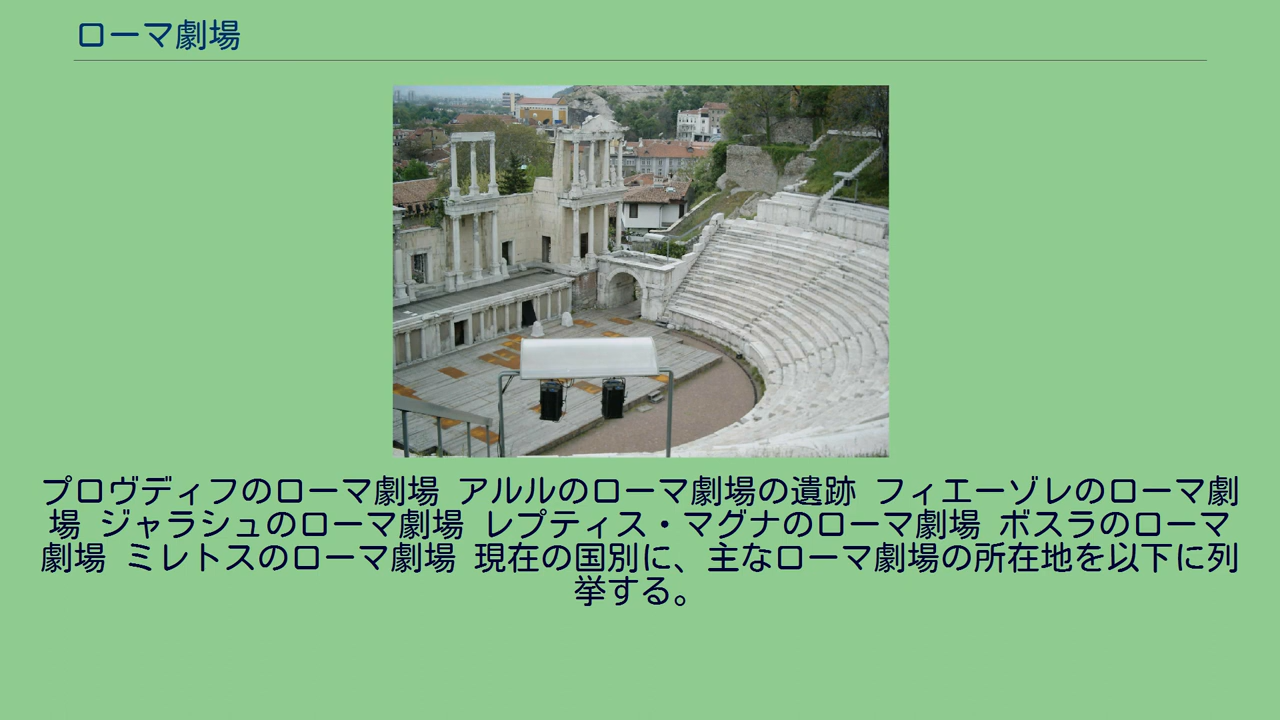 ローマ劇場
プロヴディフのローマ劇場 アルルのローマ劇場の遺跡 フィエーゾレのローマ劇
場 ジャラシュのローマ劇場 レプティス・マグナのローマ劇場 ボスラのローマ
劇場 ミレトスのローマ劇場 現在の国別に、主なローマ劇場の所在地を以下に列
挙する。